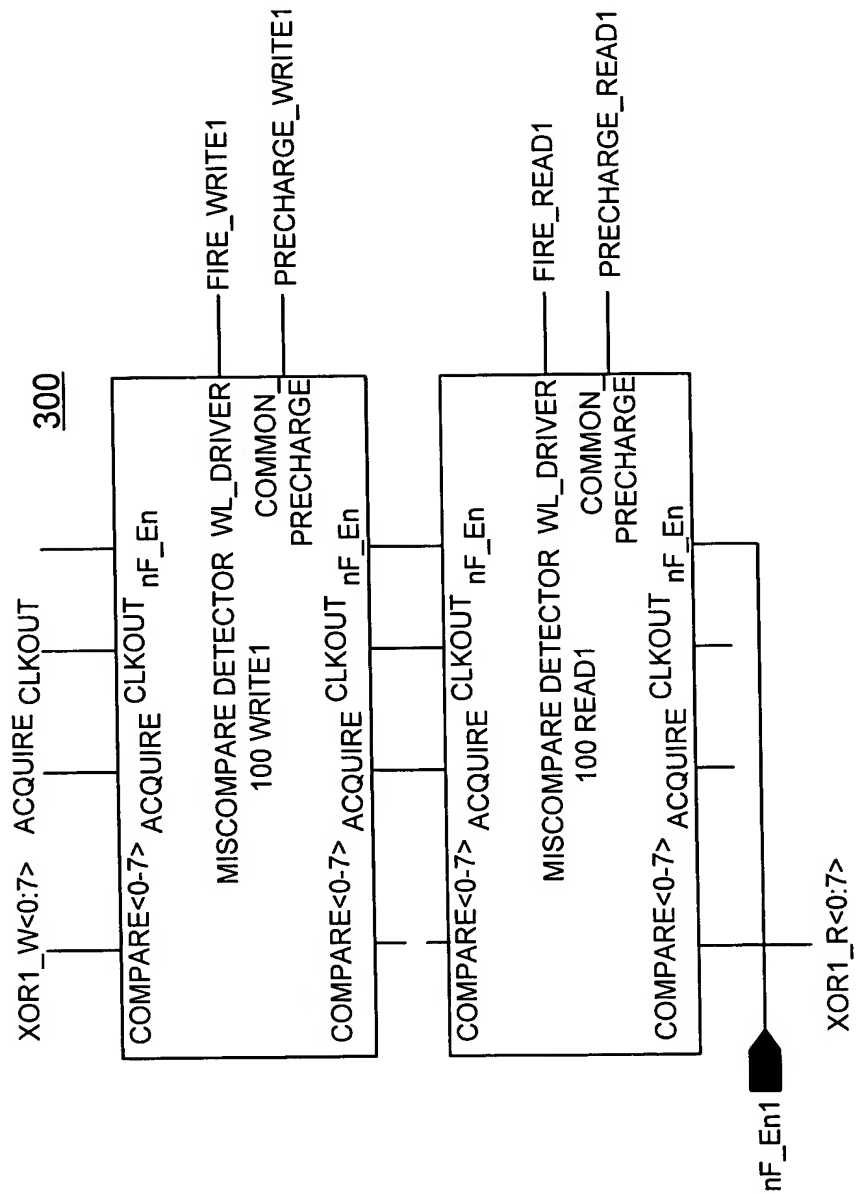 300
XOR1_W<0:7>
ACQUIRE
CLKOUT
COMPARE<0-7>
ACQUIRE
CLKOUT
nF_En
MISCOMPARE DETECTOR
100 WRITE1
WL_DRIVER
FIRE_WRITE1
COMMON_
PRECHARGE
PRECHARGE_WRITE1
COMPARE<0-7>
ACQUIRE
CLKOUT
nF_En
COMPARE<0-7>
ACQUIRE
CLKOUT
nF_En
MISCOMPARE DETECTOR
100 READ1
WL_DRIVER
FIRE_READ1
COMMON_
PRECHARGE
PRECHARGE_READ1
COMPARE<0-7>
ACQUIRE
CLKOUT
nF_En
nF_En1
XOR1_R<0:7>